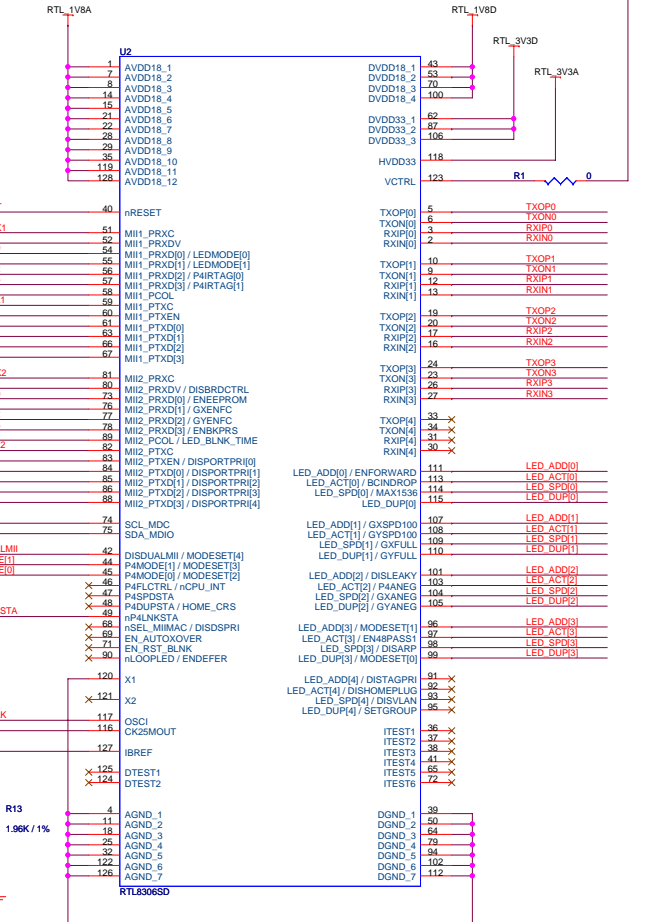 RTL_1V8A
RTL_1V8D
RTL_3V3D
RTL_3V3A
U2
1 AVDD18_1
7 AVDD18_2
8 AVDD18_3
14 AVDD18_4
15 AVDD18_5
21 AVDD18_6
22 AVDD18_7
28 AVDD18_8
29 AVDD18_9
35 AVDD18_10
119 AVDD18_11
128 AVDD18_12
DVDD18_1 43
DVDD18_2 53
DVDD18_3 70
DVDD18_4 100
DVDD33_1 62
DVDD33_2 87
DVDD33_3 106
HVDD33 118
VCTRL 123 R1 0
40 nRESET
51 MII1_PRXC
52 MII1_PRXDV
54 MII1_PRXD[0] / LEDMODE[0]
55 MII1_PRXD[1] / LEDMODE[1]
56 MII1_PRXD[2] / P4IRTAG[0]
57 MII1_PRXD[3] / P4IRTAG[1]
58 MII1_PCOL
59 MII1_PTXC
60 MII1_PTXEN
61 MII1_PTXD[0]
63 MII1_PTXD[1]
66 MII1_PTXD[2]
67 MII1_PTXD[3]
81 MII2_PRXC
80 MII2_PRXDV / DISBRDCTRL
73 MII2_PRXD[0] / ENEEPROM
76 MII2_PRXD[1] / GXENFC
77 MII2_PRXD[2] / GYENFC
78 MII2_PRXD[3] / ENBKPRS
89 MII2_PCOL / LED_BLNK_TIME
82 MII2_PTXC
83 MII2_PTXEN / DISPORTPRI[0]
84 MII2_PTXD[0] / DISPORTPRI[1]
85 MII2_PTXD[1] / DISPORTPRI[2]
86 MII2_PTXD[2] / DISPORTPRI[3]
88 MII2_PTXD[3] / DISPORTPRI[4]
74 SCL_MDC
75 SDA_MDIO
LMII 42 DISDUALMII / MODESET[4]
E[1] 44 P4MODE[1] / MODESET[3]
E[0] 45 P4MODE[0] / MODESET[2]
46 P4FLCTRL / nCPU_INT
47 P4SPDSTA
48 P4DUPSTA / HOME_CRS
STA 49 nP4LNKSTA
68 nSEL_MIIMAC / DISDSPRI
69 EN_AUTOXOVER
71 EN_RST_BLNK
90 nLOOPLED / ENDEFER
120 X1
121 X2
K 117 OSCI
116 CK25MOUT
127 IBREF
125 DTEST1
124 DTEST2
R13
1.96K / 1%
4 AGND_1
11 AGND_2
18 AGND_3
25 AGND_4
32 AGND_5
122 AGND_6
126 AGND_7
TXOP[0] 5 TXOP0
TXON[0] 6 TXON0
RXIP[0] 3 RXIP0
RXIN[0] 2 RXIN0
TXOP[1] 10 TXOP1
TXON[1] 9 TXON1
RXIP[1] 12 RXIP1
RXIN[1] 13 RXIN1
TXOP[2] 17 TXOP2
TXON[2] 20 TXON2
RXIP[2] 17 RXIP2
RXIN[2] 16 RXIN2
TXOP[3] 24 TXOP3
TXON[3] 23 TXON3
RXIP[3] 26 RXIP3
RXIN[3] 27 RXIN3
TXOP[4] 33
TXON[4] 34
RXIP[4] 31
RXIN[4] 30
LED_ADD[0] / ENFORWARD 111 LED_ADD[0]
LED_ACT[0] / BCINDROP 113 LED_ACT[0]
LED_SPD[0] / MAX1536 114 LED_SPD[0]
LED_DUP[0] 115 LED_DUP[0]
LED_ADD[1] / GXSPD100 107 LED_ADD[1]
LED_ACT[1] / GYSPD100 108 LED_ACT[1]
LED_SPD[1] / GXFULL 109 LED_SPD[1]
LED_DUP[1] / GYFULL 110 LED_DUP[1]
LED_ADD[2] / DISLEAKY 101 LED_ADD[2]
LED_ACT[2] / P4ANEG 103 LED_ACT[2]
LED_SPD[2] / GXANEG 104 LED_SPD[2]
LED_DUP[2] / GYANEG 105 LED_DUP[2]
LED_ADD[3] / MODESET[1] 96 LED_ADD[3]
LED_ACT[3] / EN48PASS1 97 LED_ACT[3]
LED_SPD[3] / DISARP 98 LED_SPD[3]
LED_DUP[3] / MODESET[0] 99 LED_DUP[3]
LED_ADD[4] / DISTAGPRI 91
LED_ACT[4] / DISHOMEPLUG 92
LED_SPD[4] / DISVLAN 93
LED_DUP[4] / SETGROUP 95
ITEST1 36
ITEST2 37
ITEST3 38
ITEST4 41
ITEST5 65
ITEST6 72
DGND_1 39
DGND_2 50
DGND_3 64
DGND_4 79
DGND_5 94
DGND_6 102
DGND_7 112
RTL8306SD